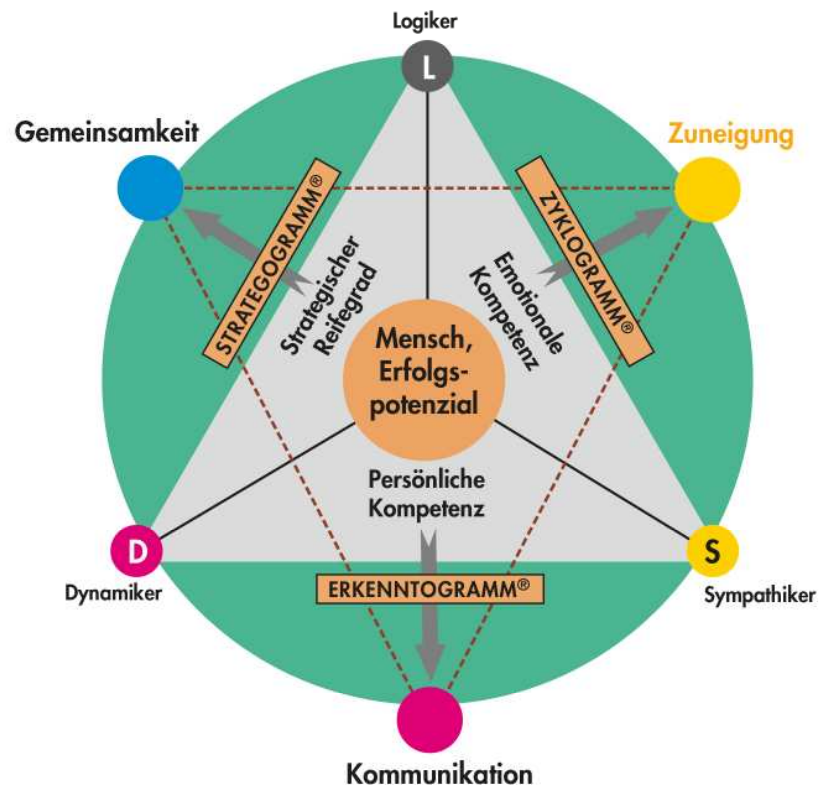 Logiker
L
Gemeinsamkeit
Zuneigung
STRATEGOGRAMM®
ZYKLOGRAMM®
Strategischer
Reifegrad
Emotionale
Kompetenz
Mensch,
Erfolgs-
potenzial
Persönliche
Kompetenz
D
Dynamiker
S
Sympathiker
ERKENNTOGRAMM®
Kommunikation